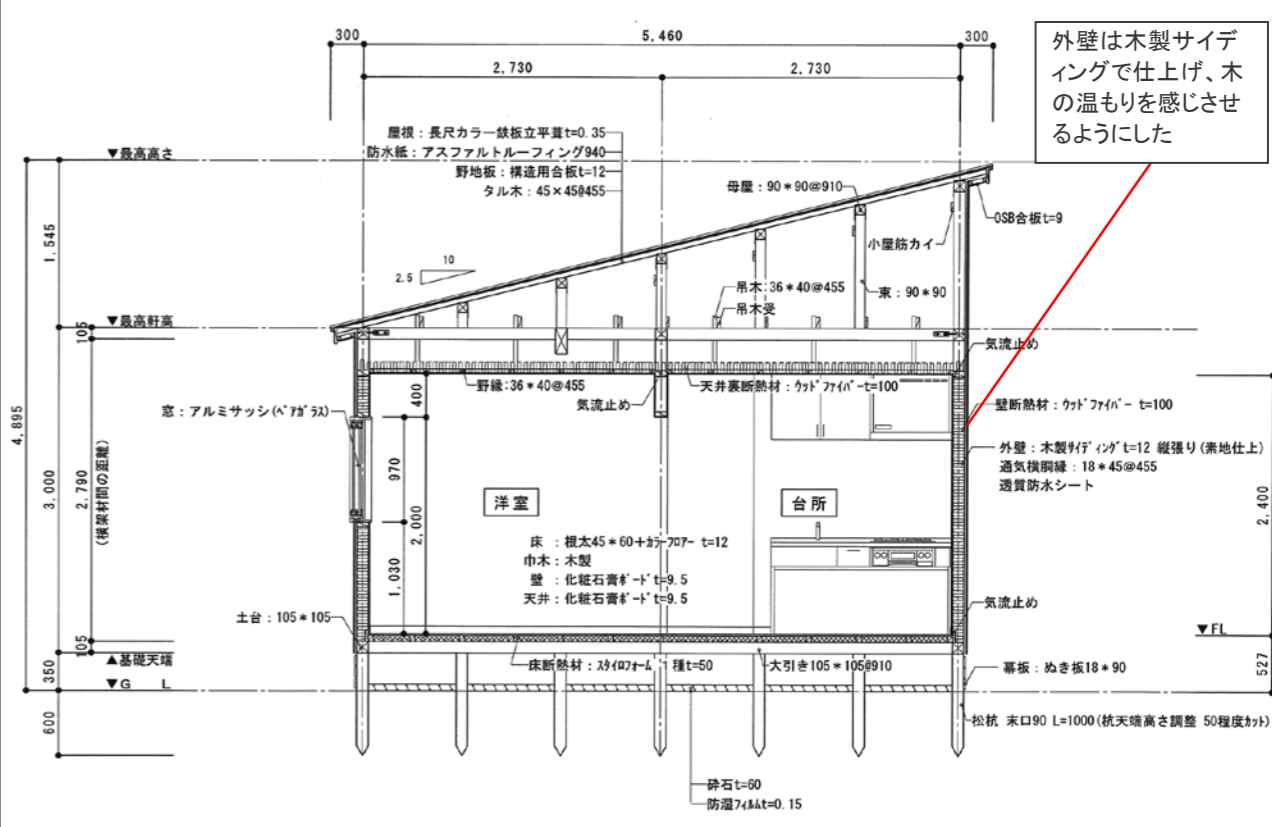 300
5,460
300
2,730
2,730
外壁は木製サイデ
ィングで仕上げ、木
の温もりを感じさせ
るようにした
屋根：長尺カラー鉄板立平葺t=0.35
防水紙：アスファルトルーフィング940
野地板：構造用合板t=12
タル木：45×45@455
▼最高高さ
母屋：90*90@910
OSB合板t=9
小屋筋カイ
1,545
10
2.5
吊木:36*40@455
吊木受
束：90*90
▼最高軒高
105
気流止め
野縁:36*40@455
天井裏断熱材：ｳｯﾄﾞﾌｧｲﾊﾞｰt=100
400
気流止め
窓：アルミサッシ(ﾍﾟｱｶﾞﾗｽ)
壁断熱材：ｳｯﾄﾞﾌｧｲﾊﾞｰ t=100
4,895
3,000
2,790
(横架材間の距離)
970
2,000
1,030
外壁：木製ｻｲﾃﾞｨﾝｸﾞt=12 縦張り(素地仕上)
通気横胴縁：18*45@455
透質防水シート
2,400
洋室
台所
床 ：根太45*60+ｶﾗｰﾌﾛｱｰ t=12
巾木：木製
壁 ：化粧石膏ﾎﾞｰﾄﾞt=9.5
天井：化粧石膏ﾎﾞｰﾄﾞt=9.5
気流止め
土台：105*105
105
▼FL
▲基礎天端
床断熱材：ｽﾀｲﾛﾌｫｰﾑ 1種t=50
大引き105*105@910
幕板：ぬき板18*90
350
▼G L
527
600
松杭 末口90 L=1000(杭天端高さ調整 50程度ｶｯﾄ)
砕石t=60
防湿ﾌｨﾙﾑt=0.15